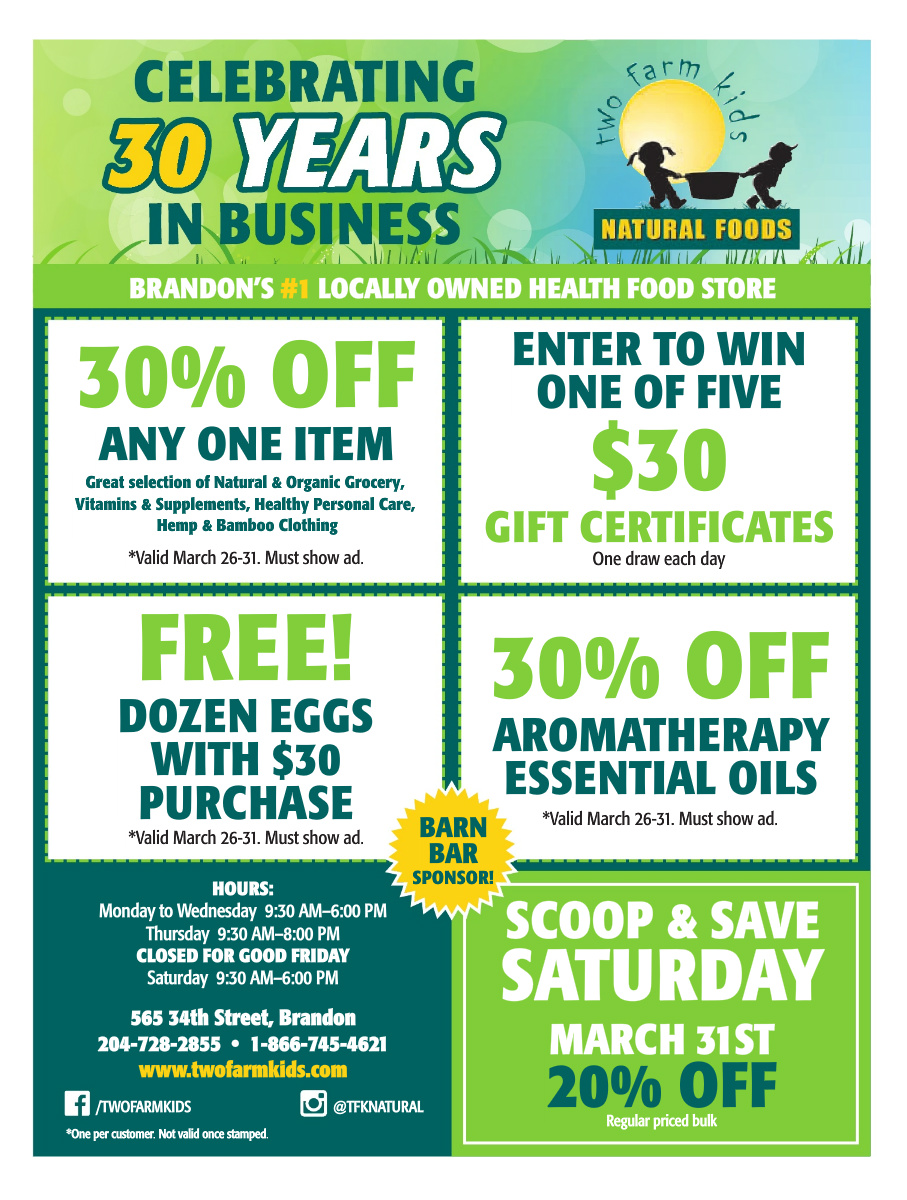 CELEBRATING
30 YEARS
IN BUSINESS
two farm kids
NATURAL FOODS
BRANDON'S #1 LOCALLY OWNED HEALTH FOOD STORE
30% OFF
ANY ONE ITEM
Great selection of Natural & Organic Grocery,
Vitamins & Supplements, Healthy Personal Care,
Hemp & Bamboo Clothing
*Valid March 26-31. Must show ad.
ENTER TO WIN
ONE OF FIVE
$30
GIFT CERTIFICATES
One draw each day
FREE!
DOZEN EGGS
WITH $30
PURCHASE
*Valid March 26-31. Must show ad.
30% OFF
AROMATHERAPY
ESSENTIAL OILS
*Valid March 26-31. Must show ad.
BARN
BAR
SPONSOR!
HOURS:
Monday to Wednesday 9:30 AM–6:00 PM
Thursday 9:30 AM–8:00 PM
CLOSED FOR GOOD FRIDAY
Saturday 9:30 AM–6:00 PM
565 34th Street, Brandon
204-728-2855 • 1-866-745-4621
www.twofarmkids.com
f /TWOFARMKIDS
@TFKNATURAL
*One per customer. Not valid once stamped.
SCOOP & SAVE
SATURDAY
MARCH 31ST
20% OFF
Regular priced bulk